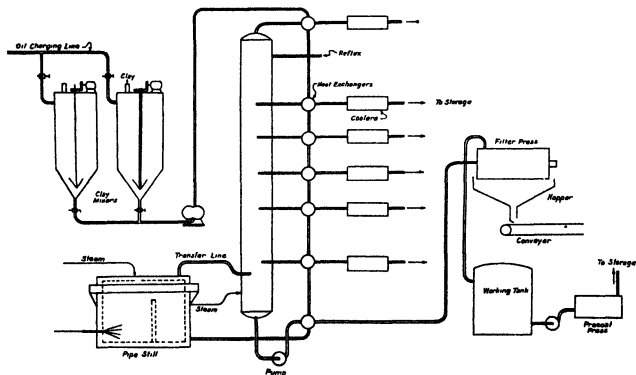 Oil Charging Line
Clay
Reflux
Heat Exchangers
Coolers
To Storage
Filter Press
Hopper
Clay
Mixers
Conveyor
Steam
Transfer Line
Steam
To Storage
Working Tank
Precoat
Press
Pipe Still
Pump